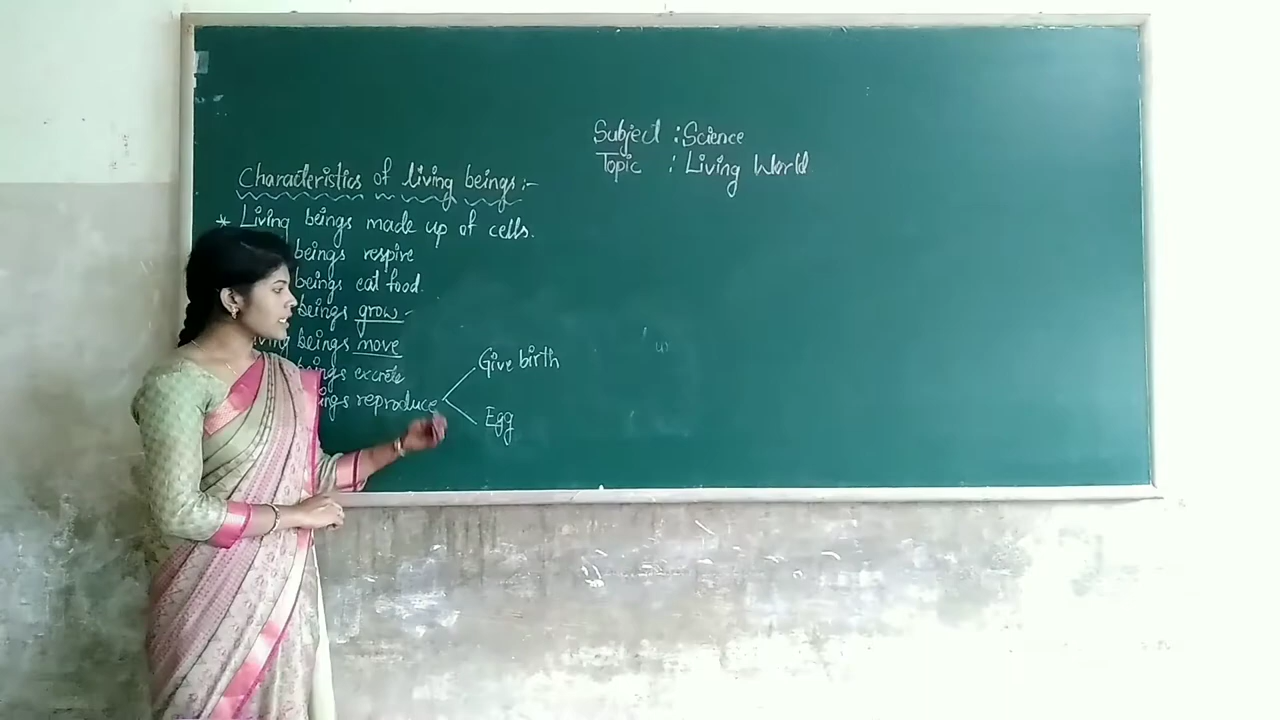 Subject : Science
Topic : Living World
Characteristics of living beings :-
* Living beings made up of cells.
beings respire
beings eat food.
beings grow -
beings move
beings excrete
reproduce
Give birth
Egg